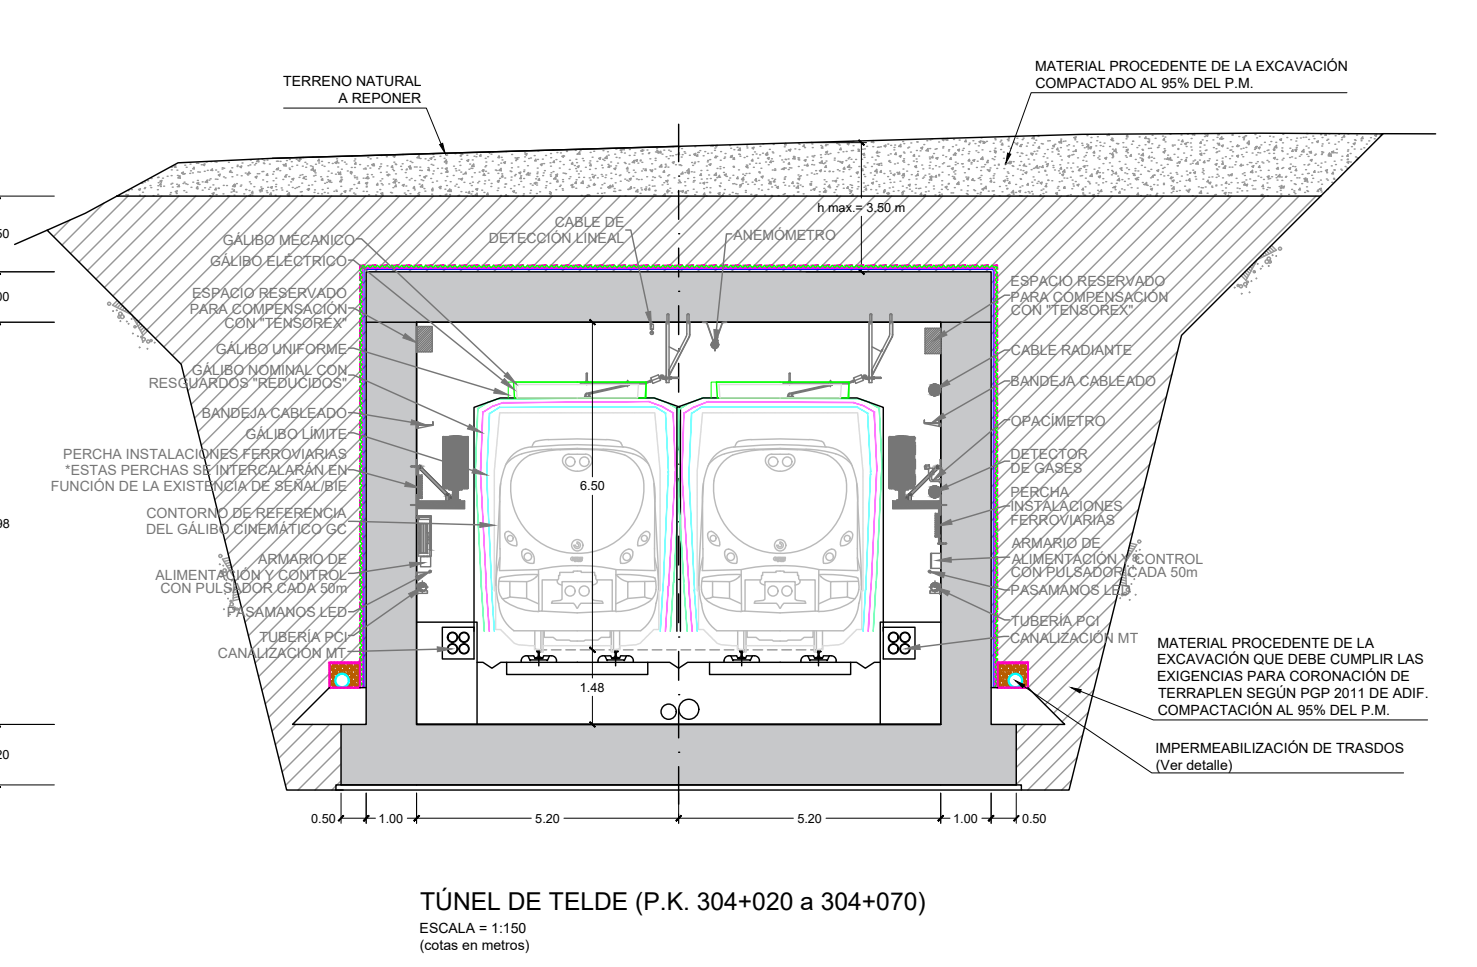 TERRENO NATURAL
A REPONER
MATERIAL PROCEDENTE DE LA EXCAVACIÓN
COMPACTADO AL 95% DEL P.M.
h max.= 3.50 m
CABLE DE
DETECCIÓN LINEAL
ANEMÓMETRO
GÁLIBO MECÁNICO
GÁLIBO ELÉCTRICO
ESPACIO RESERVADO
PARA COMPENSACIÓN
CON "TENSOREX"
GÁLIBO UNIFORME
GÁLIBO NOMINAL CON
RESGUARDOS "REDUCIDOS"
BANDEJA CABLEADO
GÁLIBO LÍMITE
PERCHA INSTALACIONES FERROVIARIAS
*ESTAS PERCHAS SE INTERCALARÁN EN
FUNCIÓN DE LA EXISTENCIA DE SEÑAL/BIE
CONTORNO DE REFERENCIA
DEL GÁLIBO CINEMÁTICO GC
ARMARIO DE
ALIMENTACIÓN Y CONTROL
CON PULSADOR CADA 50m
PASAMANOS LED
TUBERÍA PCI
CANALIZACIÓN MT
ESPACIO RESERVADO
PARA COMPENSACIÓN
CON "TENSOREX"
CABLE RADIANTE
BANDEJA CABLEADO
OPACÍMETRO
DETECTOR
DE GASES
PERCHA
INSTALACIONES
FERROVIARIAS
ARMARIO DE
ALIMENTACIÓN Y CONTROL
CON PULSADOR CADA 50m
PASAMANOS LED
TUBERÍA PCI
CANALIZACIÓN MT
6.50
1.48
MATERIAL PROCEDENTE DE LA
EXCAVACIÓN QUE DEBE CUMPLIR LAS
EXIGENCIAS PARA CORONACIÓN DE
TERRAPLEN SEGÚN PGP 2011 DE ADIF.
COMPACTACIÓN AL 95% DEL P.M.
IMPERMEABILIZACIÓN DE TRASDOS
(Ver detalle)
50
00
98
20
0.50 1.00 5.20 5.20 1.00 0.50
TÚNEL DE TELDE (P.K. 304+020 a 304+070)
ESCALA = 1:150
(cotas en metros)